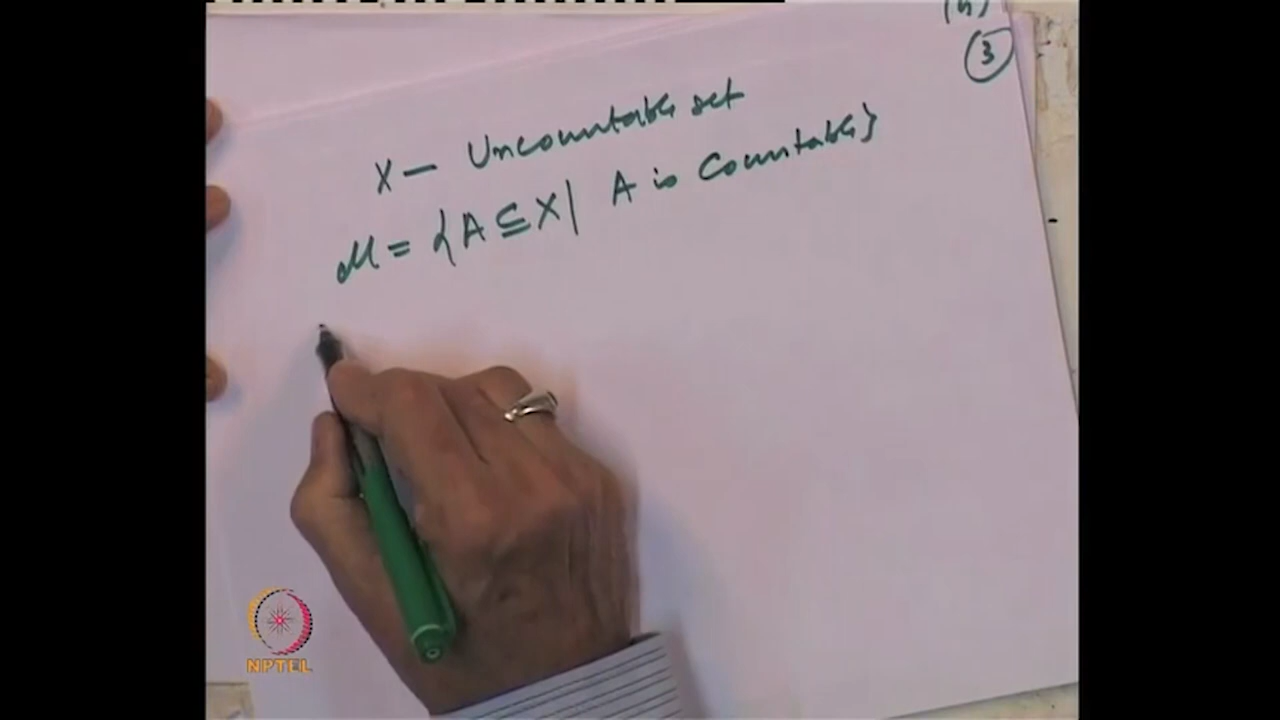 ③
X — Uncountable set
ℳ = {A ⊆ X | A is Countable}
NPTEL